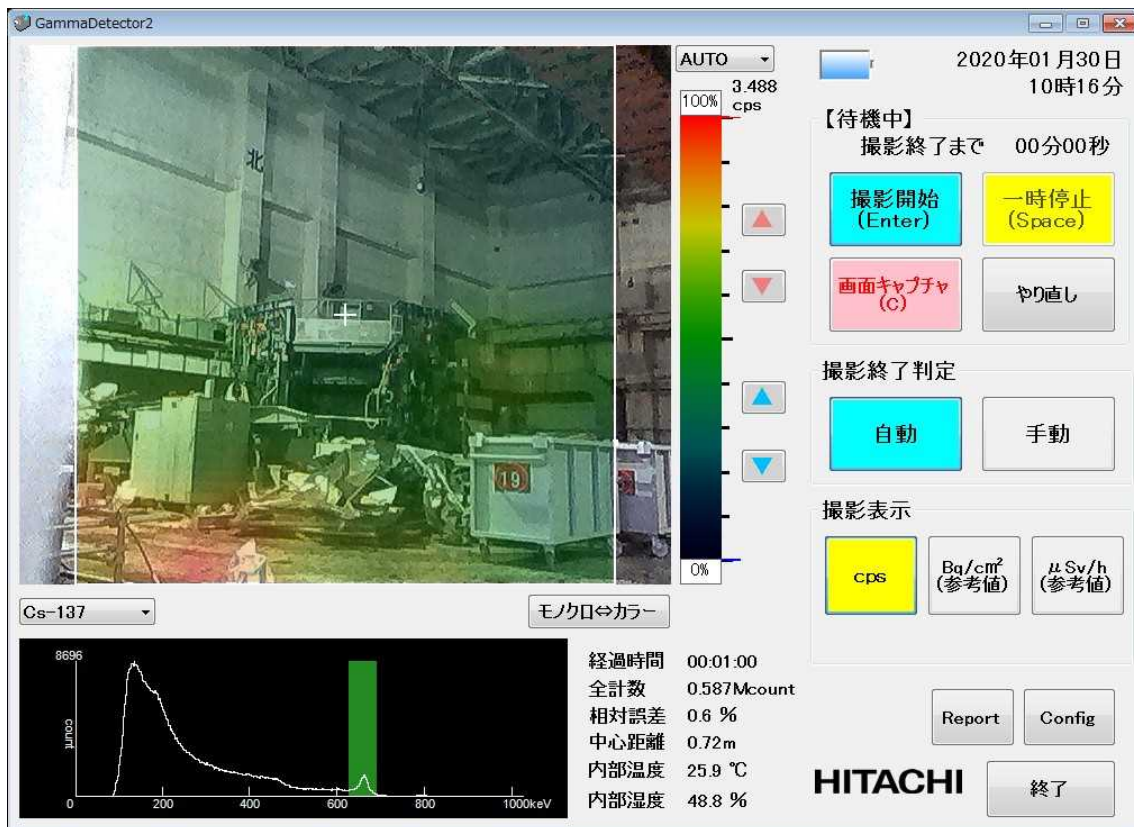 GammaDetector2
北
19
AUTO
3.488
cps
100%
0%
2020年01月30日
10時16分
【待機中】
撮影終了まで 00分00秒
撮影開始
(Enter)
一時停止
(Space)
画面キャプチャ
(C)
やり直し
撮影終了判定
自動
手動
撮影表示
cps
Bq/cm²
(参考値)
μSv/h
(参考値)
Cs-137
モノクロ⇔カラー
8696
count
0 200 400 600 800 1000keV
経過時間 00:01:00
全計数 0.587Mcount
相対誤差 0.6 %
中心距離 0.72m
内部温度 25.9 ℃
内部湿度 48.8 %
Report
Config
HITACHI
終了